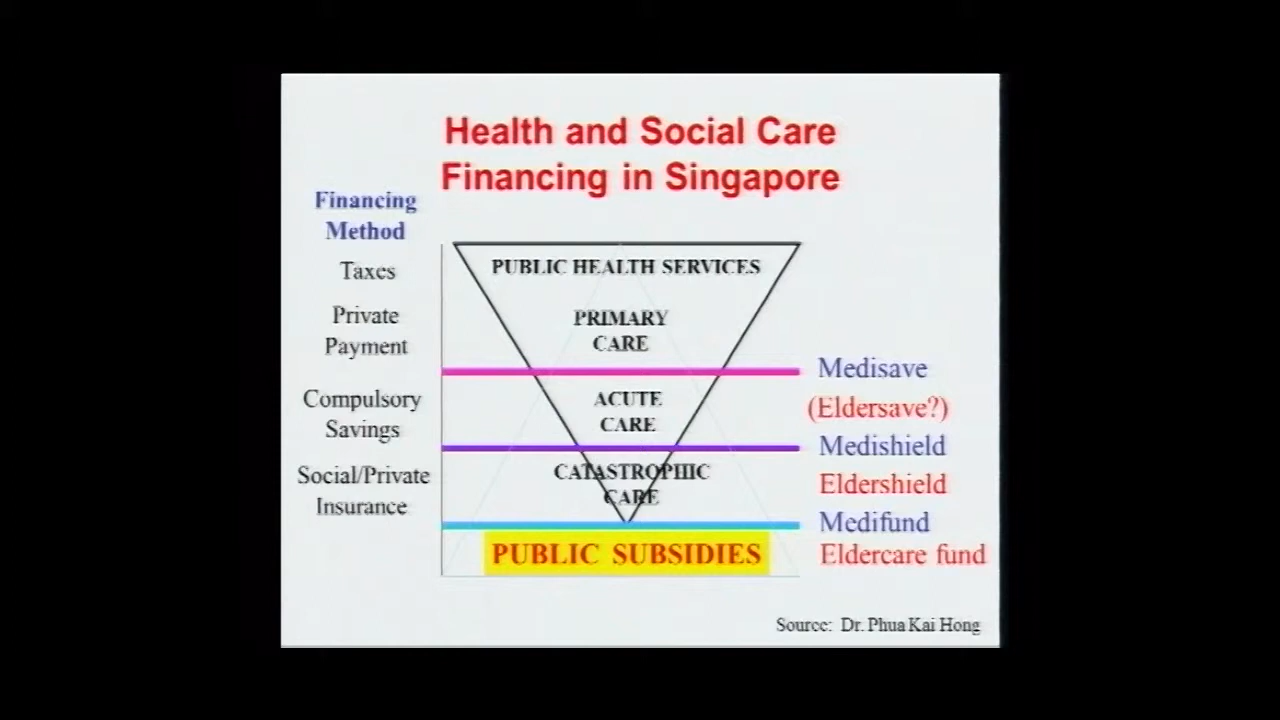 Health and Social Care
Financing in Singapore
Financing
Method
Taxes
Private
Payment
Compulsory
Savings
Social/Private
Insurance
PUBLIC HEALTH SERVICES
PRIMARY
CARE
ACUTE
CARE
CATASTROPHIC
CARE
PUBLIC SUBSIDIES
Medisave
(Eldersave?)
Medishield
Eldershield
Medifund
Eldercare fund
Source: Dr. Phua Kai Hong